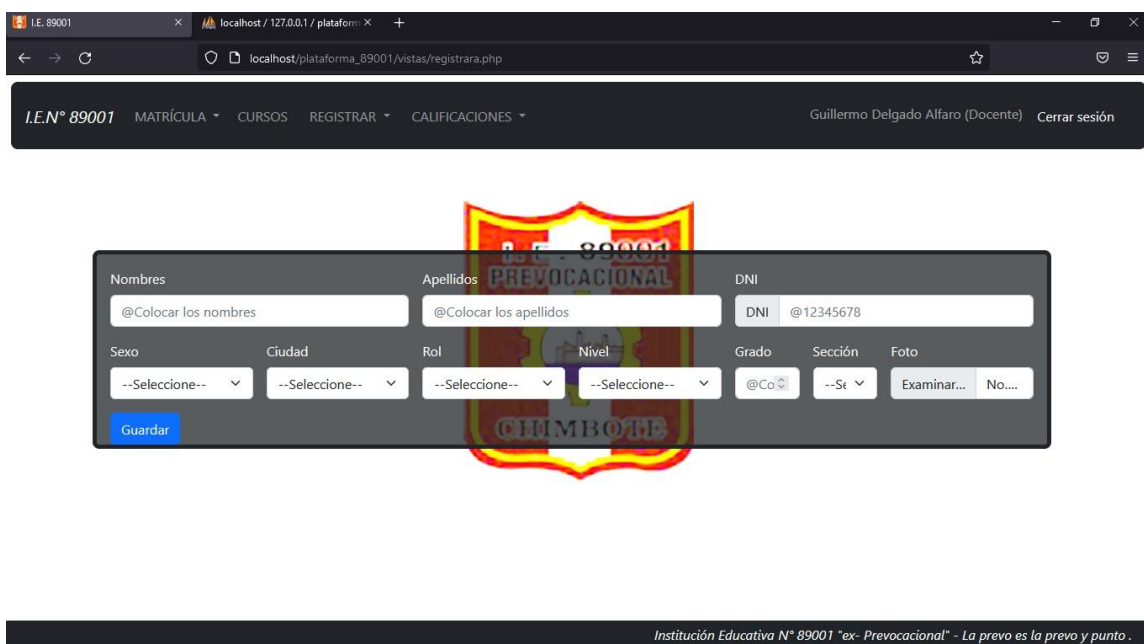 I.E. 89001
localhost / 127.0.0.1 / plataform
localhost/plataforma_89001/vistas/registrara.php
I.E.N° 89001 MATRÍCULA CURSOS REGISTRAR CALIFICACIONES Guillermo Delgado Alfaro (Docente) Cerrar sesión
I. E. 89001
PREVOCACIONAL
Nombres Apellidos DNI
@Colocar los nombres @Colocar los apellidos DNI @12345678
Sexo Ciudad Rol Nivel Grado Sección Foto
--Seleccione-- --Seleccione-- --Seleccione-- --Seleccione-- @Co --Se Examinar... No....
Guardar
CHIMBOTE
Institución Educativa N° 89001 "ex- Prevocacional" - La prevo es la prevo y punto .